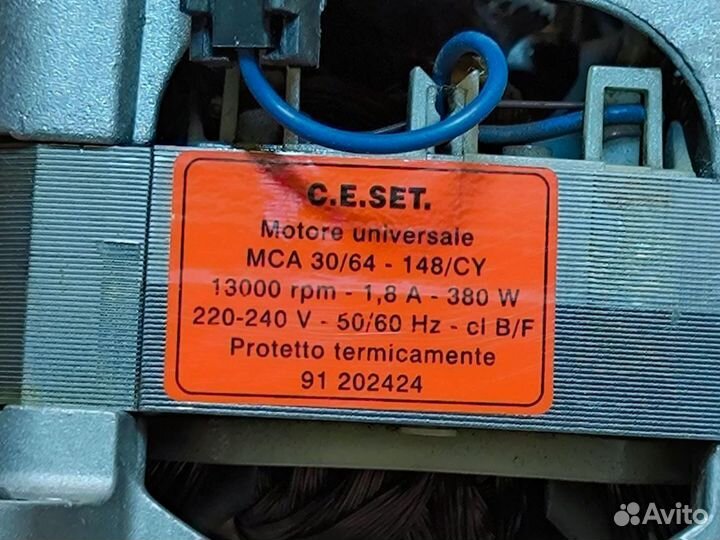 C.E.SET.
Motore universale
MCA 30/64 - 148/CY
13000 rpm - 1,8 A - 380 W
220-240 V - 50/60 Hz - cl B/F
Protetto termicamente
91 202424
Avito